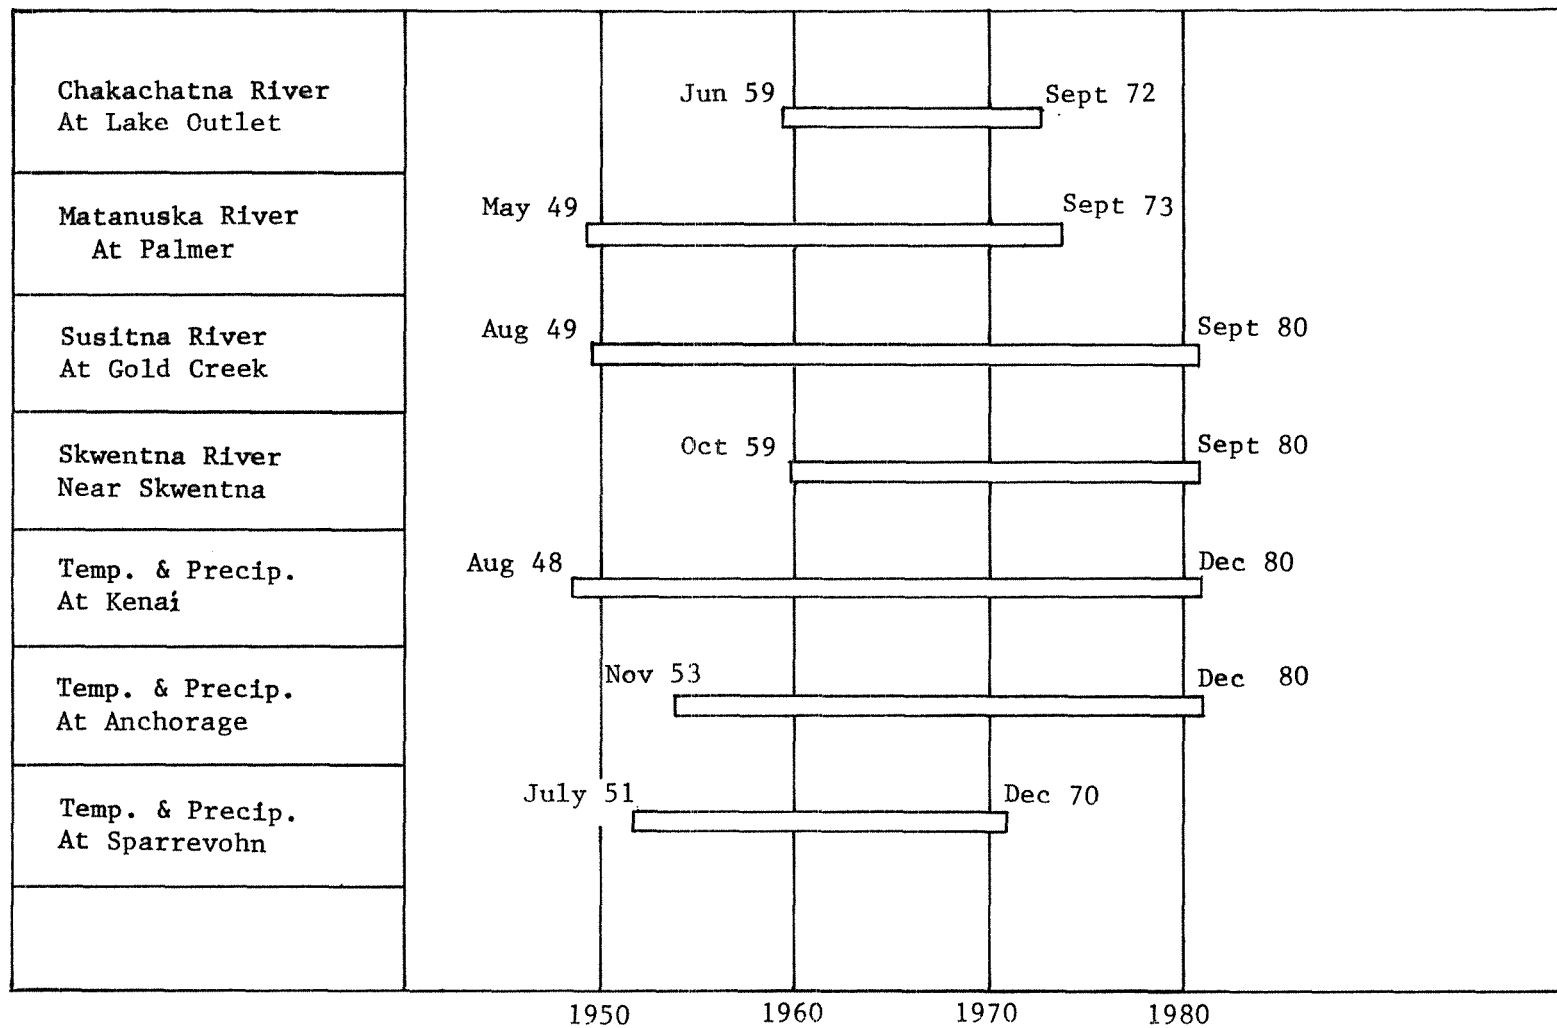 Chakachatna River
At Lake Outlet
Jun 59
Sept 72
Matanuska River
At Palmer
May 49
Sept 73
Susitna River
At Gold Creek
Aug 49
Sept 80
Skwentna River
Near Skwentna
Oct 59
Sept 80
Temp. & Precip.
At Kenai
Aug 48
Dec 80
Temp. & Precip.
At Anchorage
Nov 53
Dec 80
Temp. & Precip.
At Sparrevohn
July 51
Dec 70
1950 1960 1970 1980